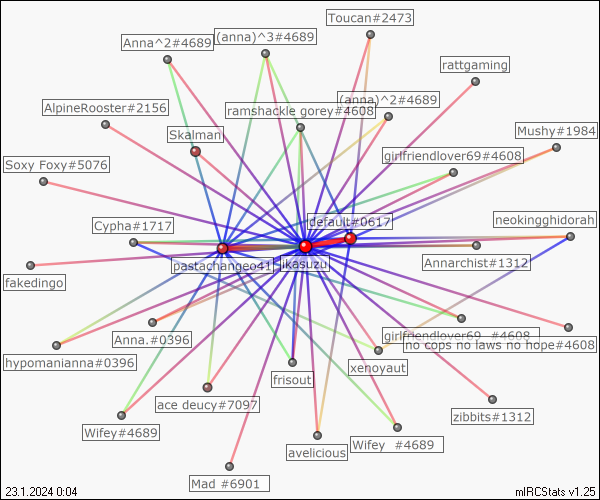 Toucan#2473
Anna^2#4689
(anna)^3#4689
rattgaming
(anna)^2#4689
AlpineRooster#2156
ramshackle gorey#4608
Mushy#1984
Skalman
girlfriendlover69#4608
Soxy Foxy#5076
default#0617
neokingghidorah
Cypha#1717
Annarchist#1312
pastachangeo41
ikasuzu
fakedingo
Anna.#0396
girlfriendlover69_#4608
no cops no laws no hope#4608
hypomanianna#0396
xenoyaut
frisout
ace deucy#7097
zibbits#1312
Wifey#4689
avelicious
Wifey_#4689
Mad #6901
23.1.2024 0:04
mIRCStats v1.25